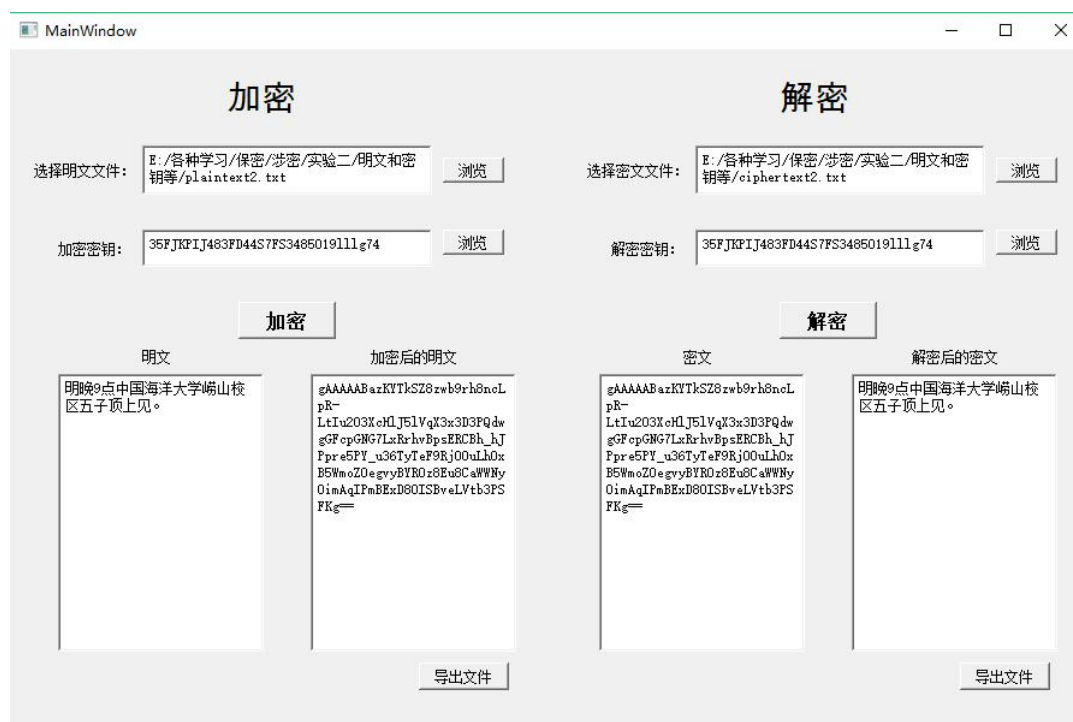 MainWindow
加密
解密
选择明文文件：
E:/各种学习/保密/涉密/实验二/明文和密
钥等/plaintext2.txt
浏览
选择密文文件：
E:/各种学习/保密/涉密/实验二/明文和密
钥等/ciphertext2.txt
浏览
加密密钥：
35FJKPIJ483FD44S7FS3485019lllg74
浏览
解密密钥：
35FJKPIJ483FD44S7FS3485019lllg74
浏览
加密
解密
明文
加密后的明文
密文
解密后的密文
明晚9点中国海洋大学崂山校
区五子顶上见。
gAAAAABazKYTkSZ8zwb9rh8ncL
pR-
LtIu203XcHlJ5lVqX3x3D3PQdw
gGFcpGNG7LxRrhvBpsERCBh_hJ
Ppre5PY_u36TyTeF9Rj00uLhOx
B5WmoZ0egvyBYROz8Eu8CaWWNy
OimAqIPmBExD8OISBveLVtb3PS
FKg==
gAAAAABazKYTkSZ8zwb9rh8ncL
pR-
LtIu203XcHlJ5lVqX3x3D3PQdw
gGFcpGNG7LxRrhvBpsERCBh_hJ
Ppre5PY_u36TyTeF9Rj00uLhOx
B5WmoZ0egvyBYROz8Eu8CaWWNy
OimAqIPmBExD8OISBveLVtb3PS
FKg==
明晚9点中国海洋大学崂山校
区五子顶上见。
导出文件
导出文件